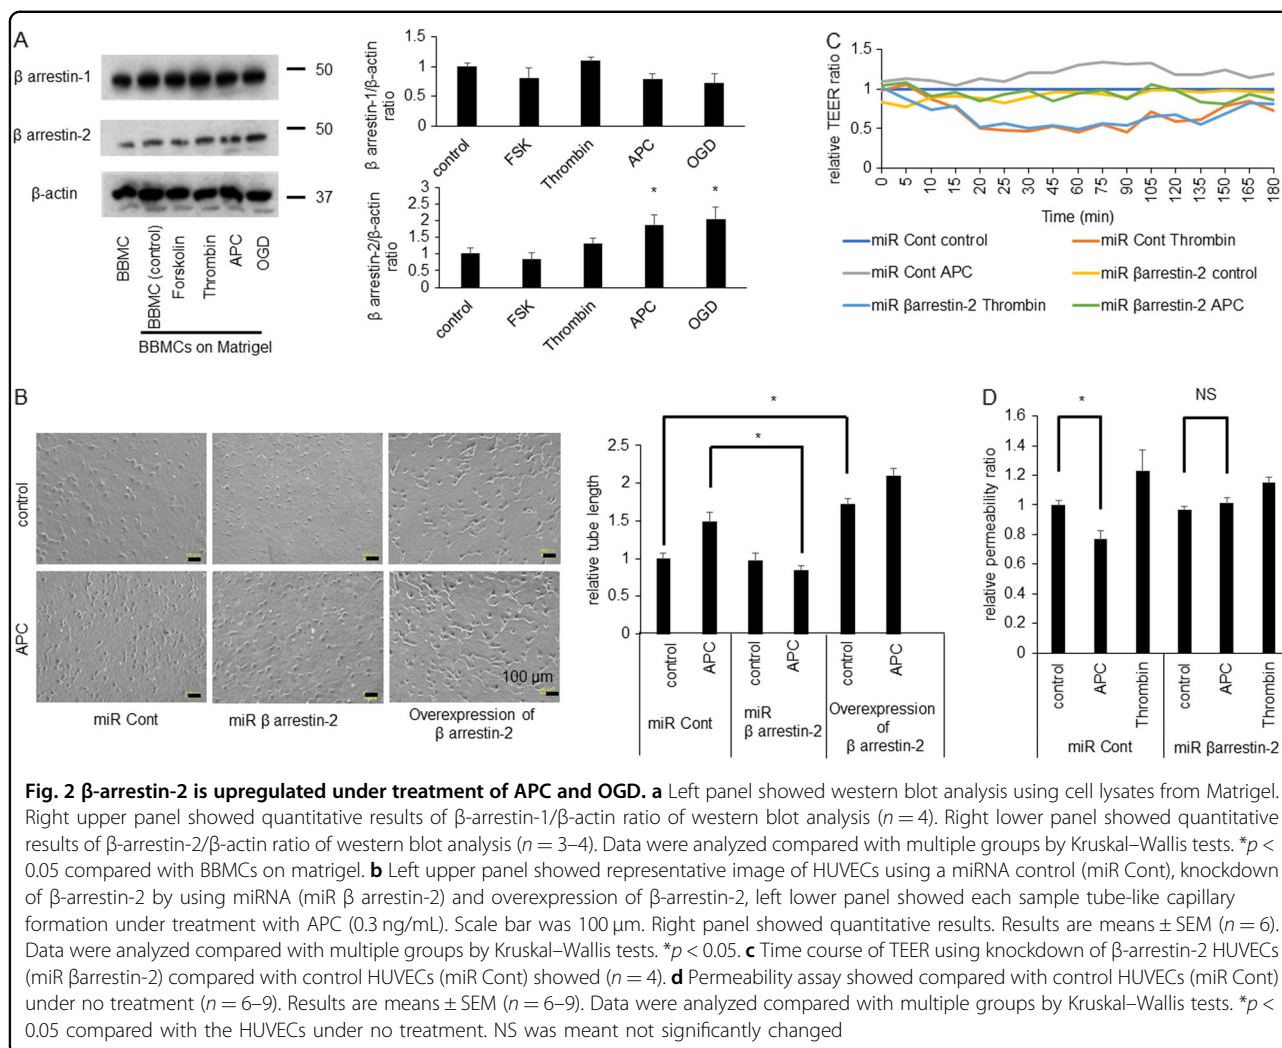 A
β arrestin-1
50
β arrestin-2
50
β-actin
37
BBMC
BBMC (control)
Forskolin
Thrombin
APC
OGD
BBMCs on Matrigel
β arrestin-1/β-actin
ratio
1.5
1
0.5
0
control
FSK
Thrombin
APC
OGD
β arrestin-2/β-actin
ratio
3
2.5
2
1.5
1
0.5
0
*
*
control
FSK
Thrombin
APC
OGD
C
relative TEER ratio
1.5
1
0.5
0
0 5 10 15 20 25 30 45 60 75 90 105 120 135 150 165 180
Time (min)
miR Cont control
miR Cont Thrombin
miR Cont APC
miR βarrestin-2 control
miR βarrestin-2 Thrombin
miR βarrestin-2 APC
B
control
APC
100 µm
miR Cont
miR β arrestin-2
Overexpression of
β arrestin-2
relative tube length
2.5
2
1.5
1
0.5
0
*
*
control
APC
control
APC
control
APC
miR Cont
miR
β arrestin-2
Overexpression
of
β arrestin-2
D
relative permeability ratio
1.6
1.4
1.2
1
0.8
0.6
0.4
0.2
0
*
NS
control
APC
Thrombin
control
APC
Thrombin
miR Cont
miR βarrestin-2
Fig. 2 β-arrestin-2 is upregulated under treatment of APC and OGD. a Left panel showed western blot analysis using cell lysates from Matrigel.
Right upper panel showed quantitative results of β-arrestin-1/β-actin ratio of western blot analysis (n = 4). Right lower panel showed quantitative
results of β-arrestin-2/β-actin ratio of western blot analysis (n = 3–4). Data were analyzed compared with multiple groups by Kruskal–Wallis tests. *p <
0.05 compared with BBMCs on matrigel. b Left upper panel showed representative image of HUVECs using a miRNA control (miR Cont), knockdown
of β-arrestin-2 by using miRNA (miR β arrestin-2) and overexpression of β-arrestin-2, left lower panel showed each sample tube-like capillary
formation under treatment with APC (0.3 ng/mL). Scale bar was 100 µm. Right panel showed quantitative results. Results are means ± SEM (n = 6).
Data were analyzed compared with multiple groups by Kruskal–Wallis tests. *p < 0.05. c Time course of TEER using knockdown of β-arrestin-2 HUVECs
(miR βarrestin-2) compared with control HUVECs (miR Cont) showed (n = 4). d Permeability assay showed compared with control HUVECs (miR Cont)
under no treatment (n = 6–9). Results are means ± SEM (n = 6–9). Data were analyzed compared with multiple groups by Kruskal–Wallis tests. *p <
0.05 compared with the HUVECs under no treatment. NS was meant not significantly changed